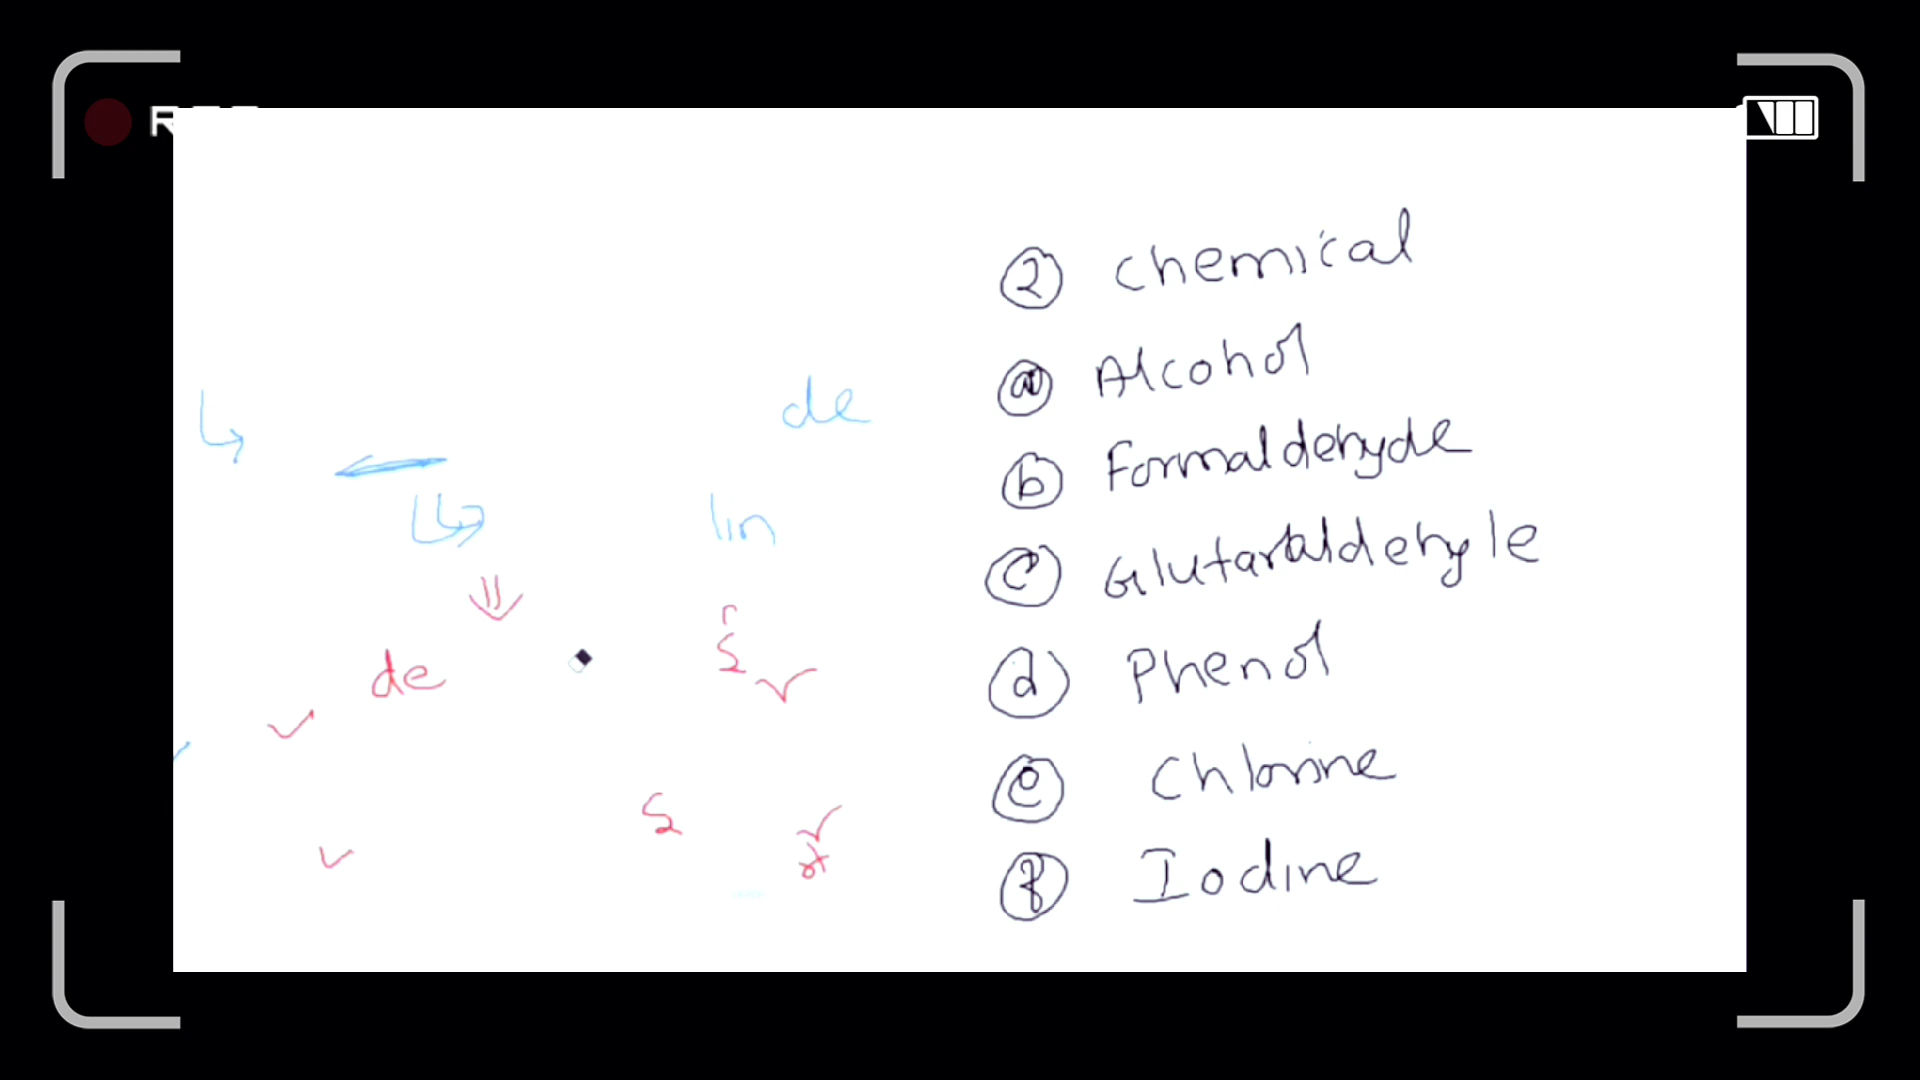 ② Chemical
ⓐ Alcohol
de
ⓑ Formaldehyde
lin
ⓒ Glutaraldehyle
de
ⓓ Phenol
ⓔ Chlorine
ⓕ Iodine